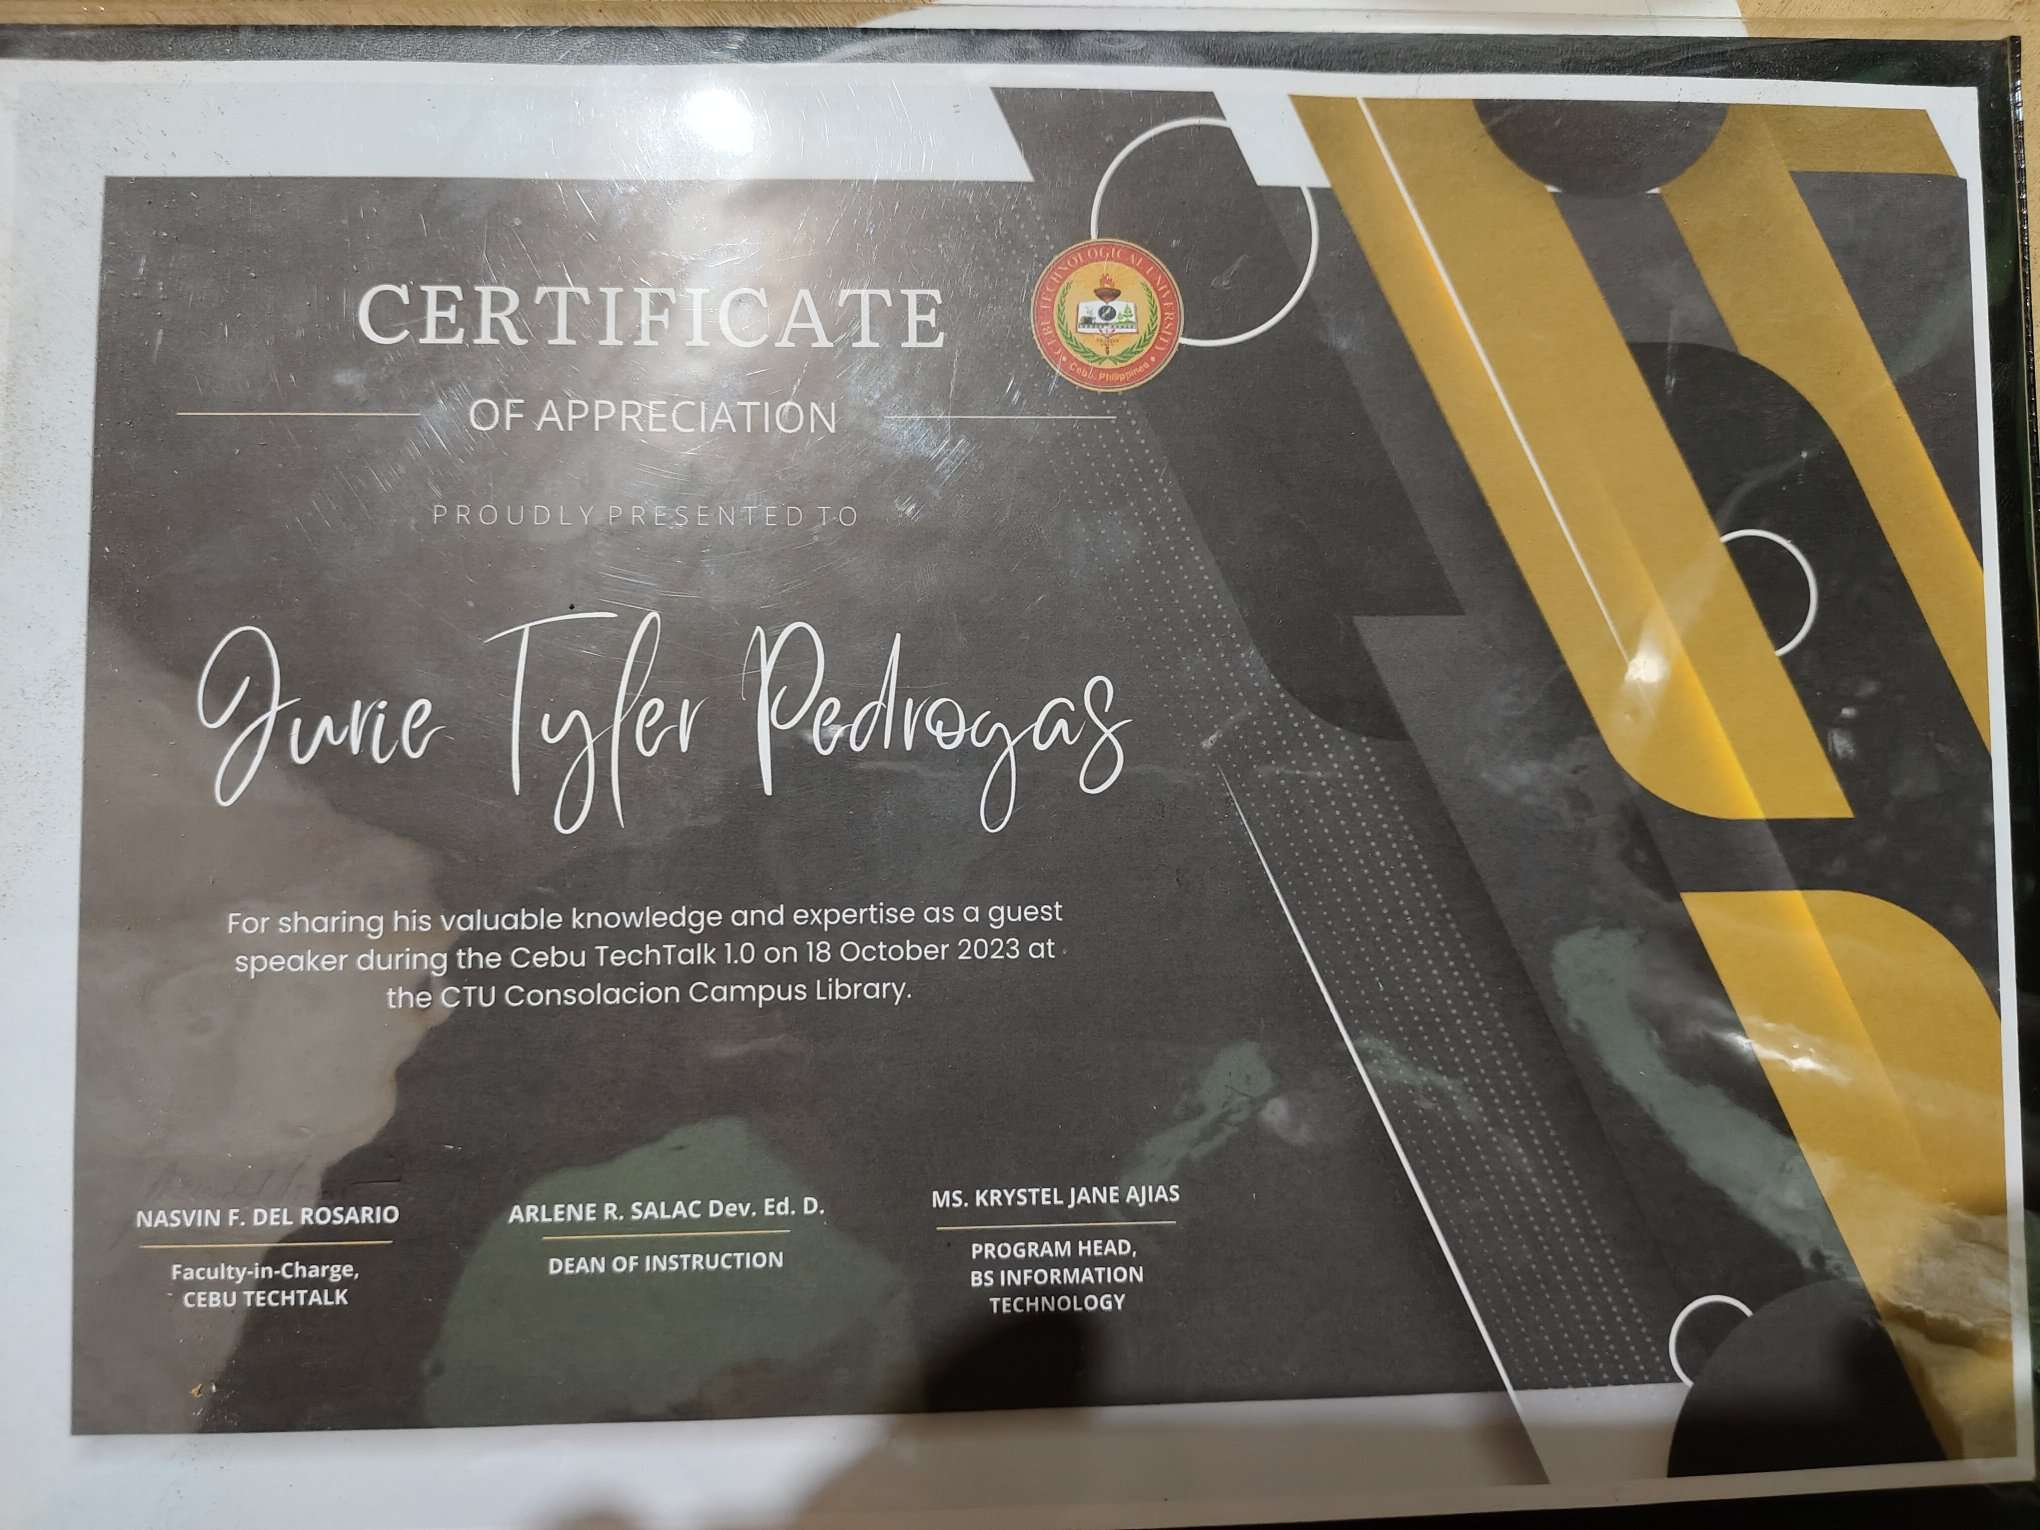 CERTIFICATE
CEBU TECHNOLOGICAL UNIVERSITY
Cebu, Philippines
OF APPRECIATION
PROUDLY PRESENTED TO
Jurie Tyler Pedrogas
For sharing his valuable knowledge and expertise as a guest
speaker during the Cebu TechTalk 1.0 on 18 October 2023 at
the CTU Consolacion Campus Library.
NASVIN F. DEL ROSARIO
Faculty-in-Charge,
CEBU TECHTALK
ARLENE R. SALAC Dev. Ed. D.
DEAN OF INSTRUCTION
MS. KRYSTEL JANE AJIAS
PROGRAM HEAD,
BS INFORMATION
TECHNOLOGY